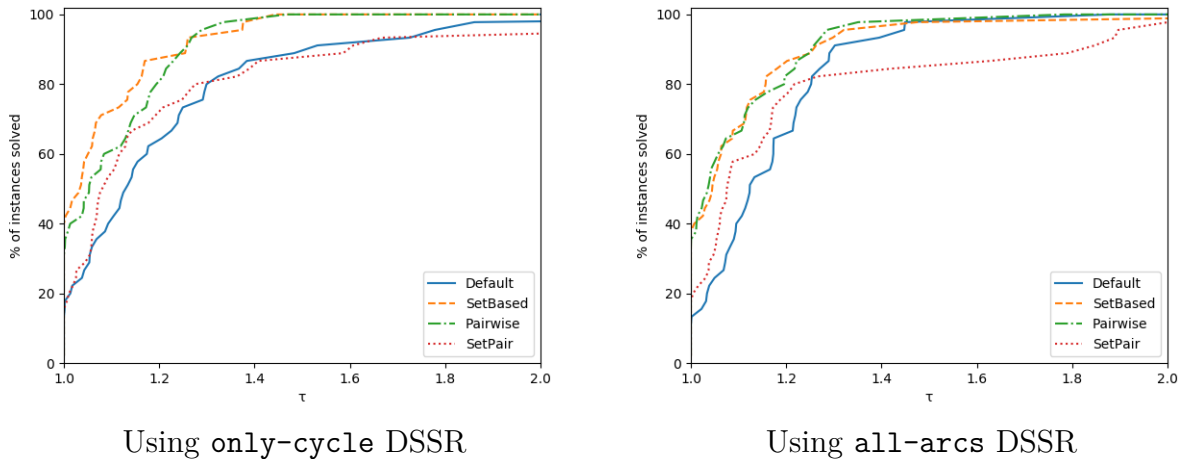 100
80
60
40
20
0
% of instances solved
1.0 1.2 1.4 1.6 1.8 2.0
τ
Default
SetBased
Pairwise
SetPair
Using only-cycle DSSR
100
80
60
40
20
0
% of instances solved
1.0 1.2 1.4 1.6 1.8 2.0
τ
Default
SetBased
Pairwise
SetPair
Using all-arcs DSSR